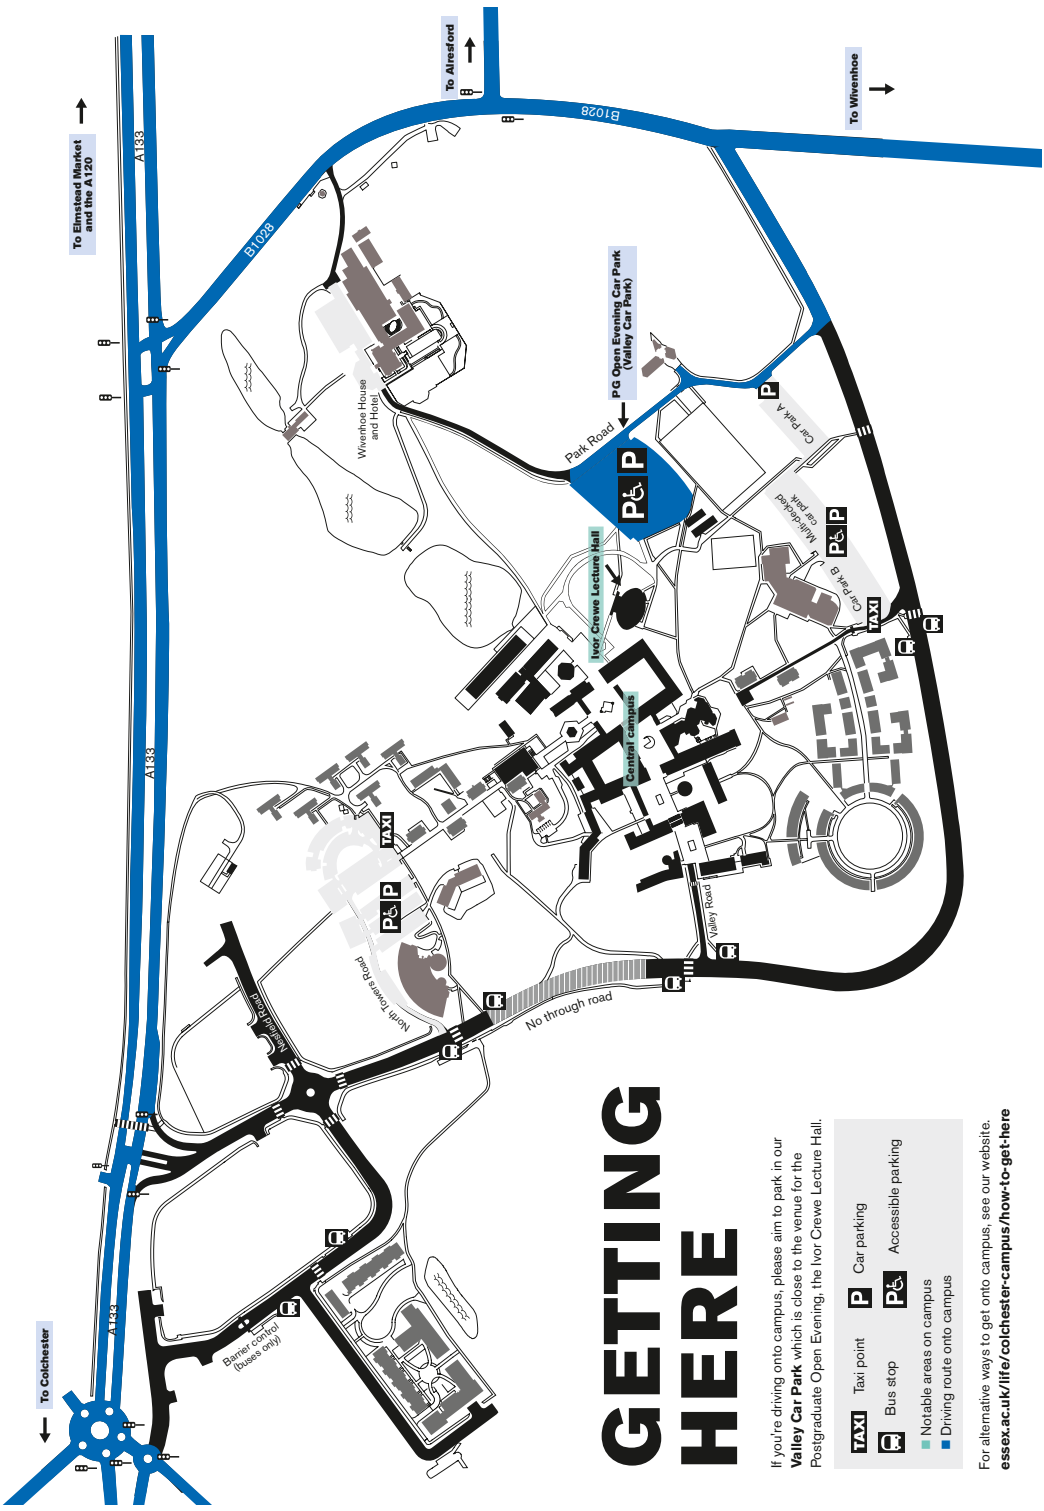 GETTING
HERE
If you're driving onto campus, please aim to park in our
Valley Car Park which is close to the venue for the
Postgraduate Open Evening, the Ivor Crewe Lecture Hall.
TAXI Taxi point
P Car parking
Bus stop
P Accessible parking
Notable areas on campus
Driving route onto campus
For alternative ways to get onto campus, see our website.
essex.ac.uk/life/colchester-campus/how-to-get-here
To Colchester
A133
A133
A133
To Elmstead Market
and the A120
B1028
B1028
To Alresford
To Wivenhoe
Wivenhoe House
and Hotel
PG Open Evening Car Park
(Valley Car Park)
Park Road
P P
Ivor Crewe Lecture Hall
Central campus
Car Park A
P
Multi-decked
car park
P P
Car Park B
TAXI
TAXI
P P
North Towers Road
Nesfield Road
No through road
Valley Road
Barrier control
(buses only)